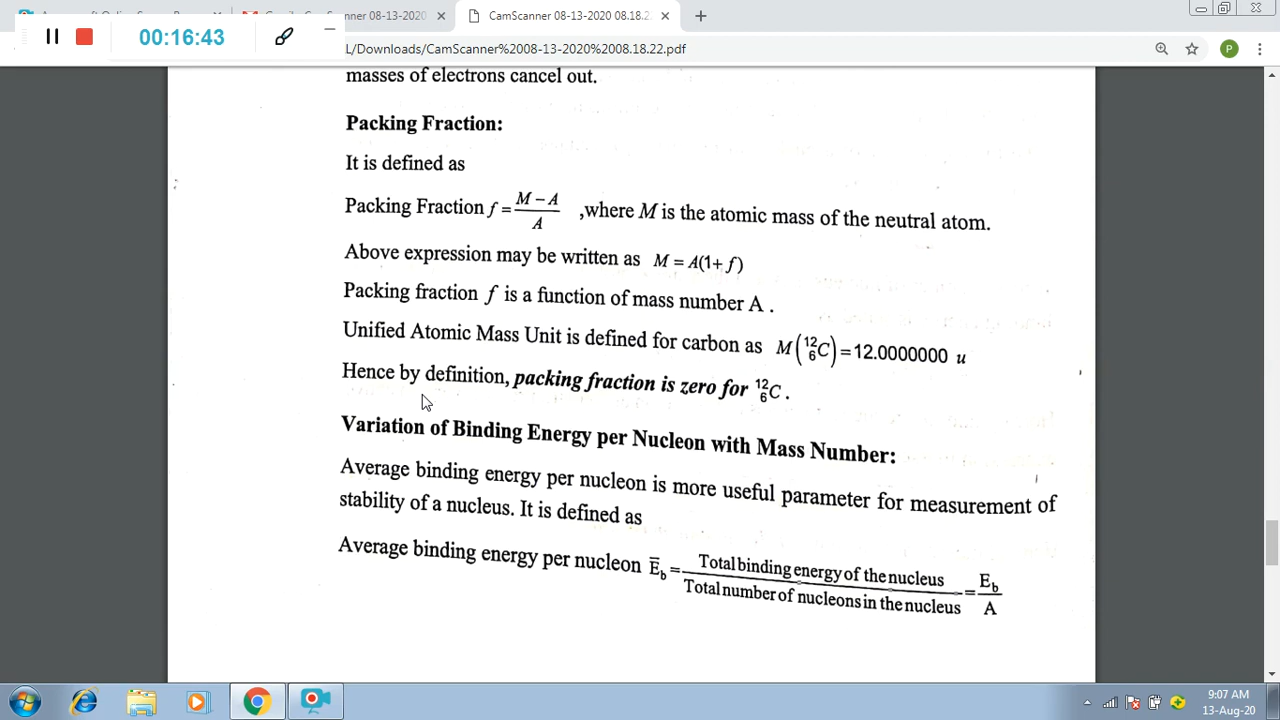 nner 08-13-2020
CamScanner 08-13-2020 08.18.2
00:16:43
L/Downloads/CamScanner%2008-13-2020%2008.18.22.pdf
P
masses of electrons cancel out.
Packing Fraction:
It is defined as
Packing Fraction f = M – A / A ,where M is the atomic mass of the neutral atom.
Above expression may be written as M = A(1+ f)
Packing fraction f is a function of mass number A .
Unified Atomic Mass Unit is defined for carbon as M(¹²₆C)=12.0000000 u
Hence by definition, packing fraction is zero for ¹²₆C .
Variation of Binding Energy per Nucleon with Mass Number:
Average binding energy per nucleon is more useful parameter for measurement of
stability of a nucleus. It is defined as
Average binding energy per nucleon Ē_b = Total binding energy of the nucleus / Total number of nucleons in the nucleus = E_b / A
9:07 AM
13-Aug-20